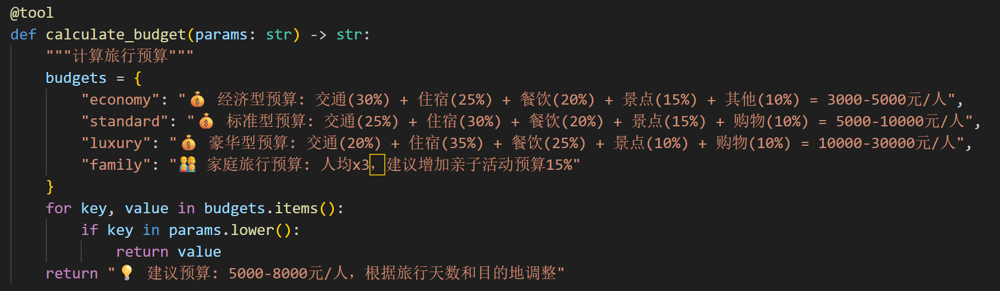 @tool
def calculate_budget(params: str) -> str:
    """计算旅行预算"""
    budgets = {
        "economy": "💰 经济型预算: 交通(30%) + 住宿(25%) + 餐饮(20%) + 景点(15%) + 其他(10%) = 3000-5000元/人",
        "standard": "💰 标准型预算: 交通(25%) + 住宿(30%) + 餐饮(20%) + 景点(15%) + 购物(10%) = 5000-10000元/人",
        "luxury": "💰 豪华型预算: 交通(20%) + 住宿(35%) + 餐饮(25%) + 景点(10%) + 购物(10%) = 10000-30000元/人",
        "family": "👨‍👩‍👧‍👦 家庭旅行预算: 人均x3，建议增加亲子活动预算15%"
    }
    for key, value in budgets.items():
        if key in params.lower():
            return value
    return "💡 建议预算: 5000-8000元/人，根据旅行天数和目的地调整"